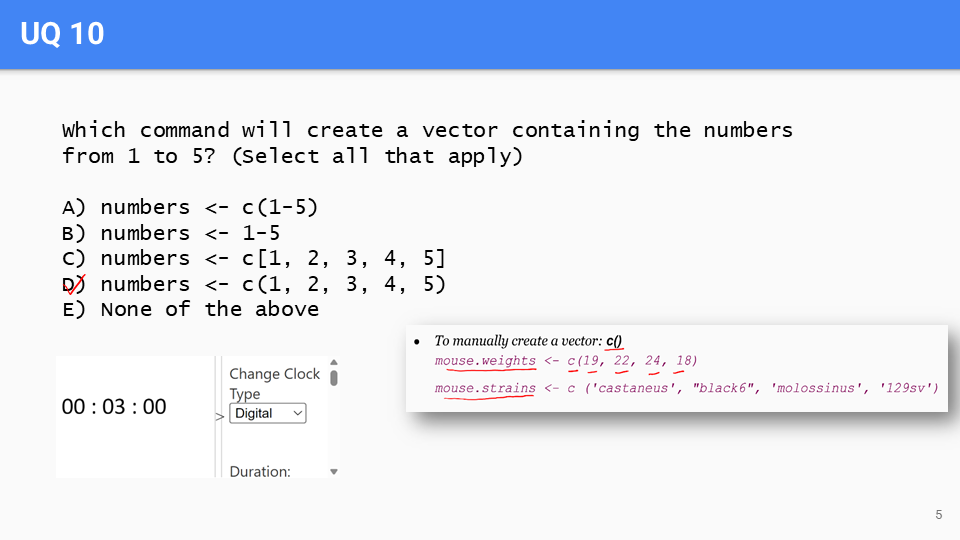 UQ 10
Which command will create a vector containing the numbers
from 1 to 5? (Select all that apply)
A) numbers <- c(1-5)
B) numbers <- 1-5
C) numbers <- c[1, 2, 3, 4, 5]
D) numbers <- c(1, 2, 3, 4, 5)
E) None of the above
• To manually create a vector: c()
mouse.weights <- c(19, 22, 24, 18)
mouse.strains <- c ('castaneus', "black6", 'molossinus', '129sv')
00 : 03 : 00
>
Change Clock
Type
Digital
Duration:
5